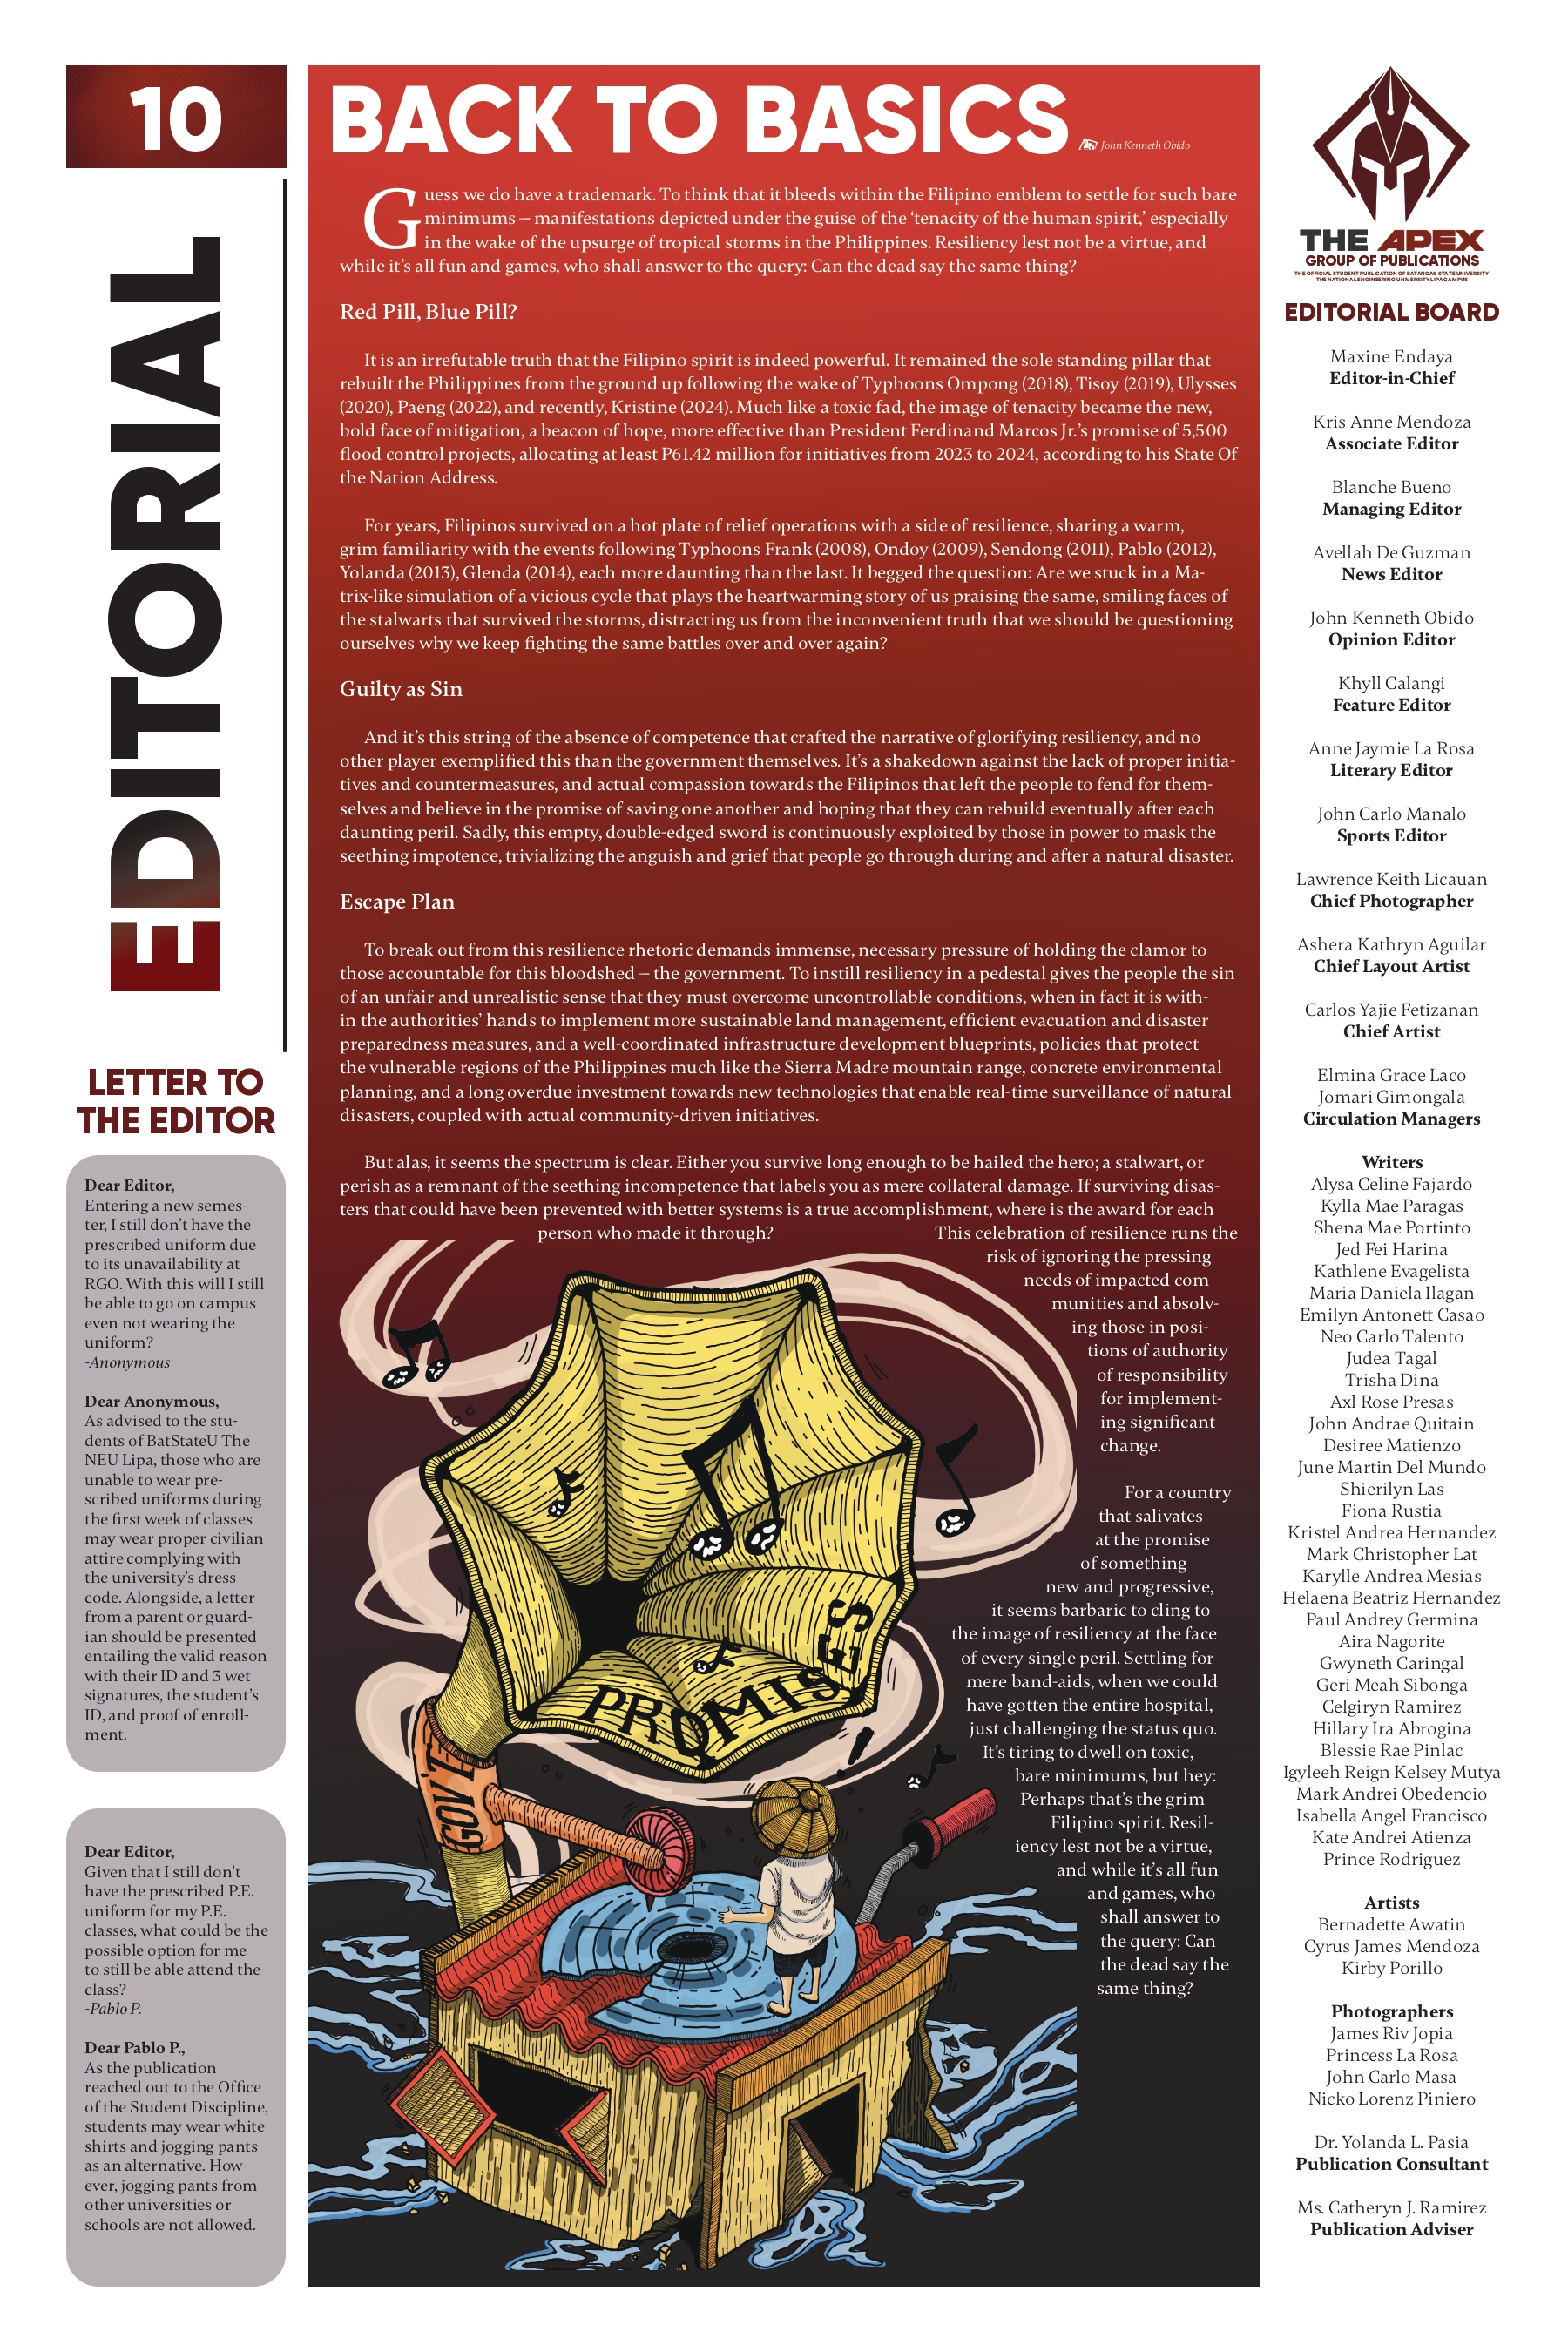 10
EDITORIAL
LETTER TO
THE EDITOR
Dear Editor,
Entering a new semes-
ter, I still don't have the
prescribed uniform due
to its unavailability at
RGO. With this will I still
be able to go on campus
even not wearing the
uniform?
-Anonymous
Dear Anonymous,
As advised to the stu-
dents of BatStateU The
NEU Lipa, those who are
unable to wear pre-
scribed uniforms during
the first week of classes
may wear proper civilian
attire complying with
the university's dress
code. Alongside, a letter
from a parent or guard-
ian should be presented
entailing the valid reason
with their ID and 3 wet
signatures, the student's
ID, and proof of enroll-
ment.
Dear Editor,
Given that I still don't
have the prescribed P.E.
uniform for my P.E.
classes, what could be the
possible option for me
to still be able attend the
class?
-Pablo P.
Dear Pablo P.,
As the publication
reached out to the Office
of the Student Discipline,
students may wear white
shirts and jogging pants
as an alternative. How-
ever, jogging pants from
other universities or
schools are not allowed.
BACK TO BASICS
John Kenneth Obido
Guess we do have a trademark. To think that it bleeds within the Filipino emblem to settle for such bare
minimums – manifestations depicted under the guise of the 'tenacity of the human spirit,' especially
in the wake of the upsurge of tropical storms in the Philippines. Resiliency lest not be a virtue, and
while it's all fun and games, who shall answer to the query: Can the dead say the same thing?
Red Pill, Blue Pill?
It is an irrefutable truth that the Filipino spirit is indeed powerful. It remained the sole standing pillar that
rebuilt the Philippines from the ground up following the wake of Typhoons Ompong (2018), Tisoy (2019), Ulysses
(2020), Paeng (2022), and recently, Kristine (2024). Much like a toxic fad, the image of tenacity became the new,
bold face of mitigation, a beacon of hope, more effective than President Ferdinand Marcos Jr.'s promise of 5,500
flood control projects, allocating at least P61.42 million for initiatives from 2023 to 2024, according to his State Of
the Nation Address.
For years, Filipinos survived on a hot plate of relief operations with a side of resilience, sharing a warm,
grim familiarity with the events following Typhoons Frank (2008), Ondoy (2009), Sendong (2011), Pablo (2012),
Yolanda (2013), Glenda (2014), each more daunting than the last. It begged the question: Are we stuck in a Ma-
trix-like simulation of a vicious cycle that plays the heartwarming story of us praising the same, smiling faces of
the stalwarts that survived the storms, distracting us from the inconvenient truth that we should be questioning
ourselves why we keep fighting the same battles over and over again?
Guilty as Sin
And it's this string of the absence of competence that crafted the narrative of glorifying resiliency, and no
other player exemplified this than the government themselves. It's a shakedown against the lack of proper initia-
tives and countermeasures, and actual compassion towards the Filipinos that left the people to fend for them-
selves and believe in the promise of saving one another and hoping that they can rebuild eventually after each
daunting peril. Sadly, this empty, double-edged sword is continuously exploited by those in power to mask the
seething impotence, trivializing the anguish and grief that people go through during and after a natural disaster.
Escape Plan
To break out from this resilience rhetoric demands immense, necessary pressure of holding the clamor to
those accountable for this bloodshed – the government. To instill resiliency in a pedestal gives the people the sin
of an unfair and unrealistic sense that they must overcome uncontrollable conditions, when in fact it is with-
in the authorities' hands to implement more sustainable land management, efficient evacuation and disaster
preparedness measures, and a well-coordinated infrastructure development blueprints, policies that protect
the vulnerable regions of the Philippines much like the Sierra Madre mountain range, concrete environmental
planning, and a long overdue investment towards new technologies that enable real-time surveillance of natural
disasters, coupled with actual community-driven initiatives.
But alas, it seems the spectrum is clear. Either you survive long enough to be hailed the hero; a stalwart, or
perish as a remnant of the seething incompetence that labels you as mere collateral damage. If surviving disas-
ters that could have been prevented with better systems is a true accomplishment, where is the award for each
person who made it through? This celebration of resilience runs the
risk of ignoring the pressing
needs of impacted com
munities and absolv-
ing those in posi-
tions of authority
of responsibility
for implement-
ing significant
change.
For a country
that salivates
at the promise
of something
new and progressive,
it seems barbaric to cling to
the image of resiliency at the face
of every single peril. Settling for
mere band-aids, when we could
have gotten the entire hospital,
just challenging the status quo.
It's tiring to dwell on toxic,
bare minimums, but hey:
Perhaps that's the grim
Filipino spirit. Resil-
iency lest not be a virtue,
and while it's all fun
and games, who
shall answer to
the query: Can
the dead say the
same thing?
PROMISES
GOV'T
THE APEX
GROUP OF PUBLICATIONS
THE OFFICIAL STUDENT PUBLICATION OF BATANGAS STATE UNIVERSITY
THE NATIONAL ENGINEERING UNIVERSITY LIPA CAMPUS
EDITORIAL BOARD
Maxine Endaya
Editor-in-Chief
Kris Anne Mendoza
Associate Editor
Blanche Bueno
Managing Editor
Avellah De Guzman
News Editor
John Kenneth Obido
Opinion Editor
Khyll Calangi
Feature Editor
Anne Jaymie La Rosa
Literary Editor
John Carlo Manalo
Sports Editor
Lawrence Keith Licauan
Chief Photographer
Ashera Kathryn Aguilar
Chief Layout Artist
Carlos Yajie Fetizanan
Chief Artist
Elmina Grace Laco
Jomari Gimongala
Circulation Managers
Writers
Alysa Celine Fajardo
Kylla Mae Paragas
Shena Mae Portinto
Jed Fei Harina
Kathlene Evagelista
Maria Daniela Ilagan
Emilyn Antonett Casao
Neo Carlo Talento
Judea Tagal
Trisha Dina
Axl Rose Presas
John Andrae Quitain
Desiree Matienzo
June Martin Del Mundo
Shierilyn Las
Fiona Rustia
Kristel Andrea Hernandez
Mark Christopher Lat
Karylle Andrea Mesias
Helaena Beatriz Hernandez
Paul Andrey Germina
Aira Nagorite
Gwyneth Caringal
Geri Meah Sibonga
Celgiryn Ramirez
Hillary Ira Abrogina
Blessie Rae Pinlac
Igyleeh Reign Kelsey Mutya
Mark Andrei Obedencio
Isabella Angel Francisco
Kate Andrei Atienza
Prince Rodriguez
Artists
Bernadette Awatin
Cyrus James Mendoza
Kirby Porillo
Photographers
James Riv Jopia
Princess La Rosa
John Carlo Masa
Nicko Lorenz Piniero
Dr. Yolanda L. Pasia
Publication Consultant
Ms. Catheryn J. Ramirez
Publication Adviser